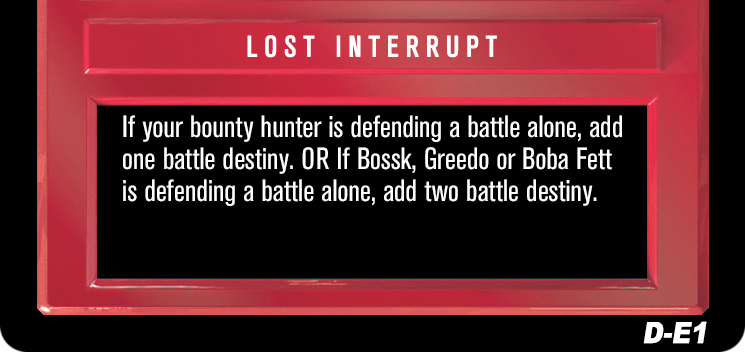 LOST INTERRUPT
If your bounty hunter is defending a battle alone, add
one battle destiny. OR If Bossk, Greedo or Boba Fett
is defending a battle alone, add two battle destiny.
D-E1